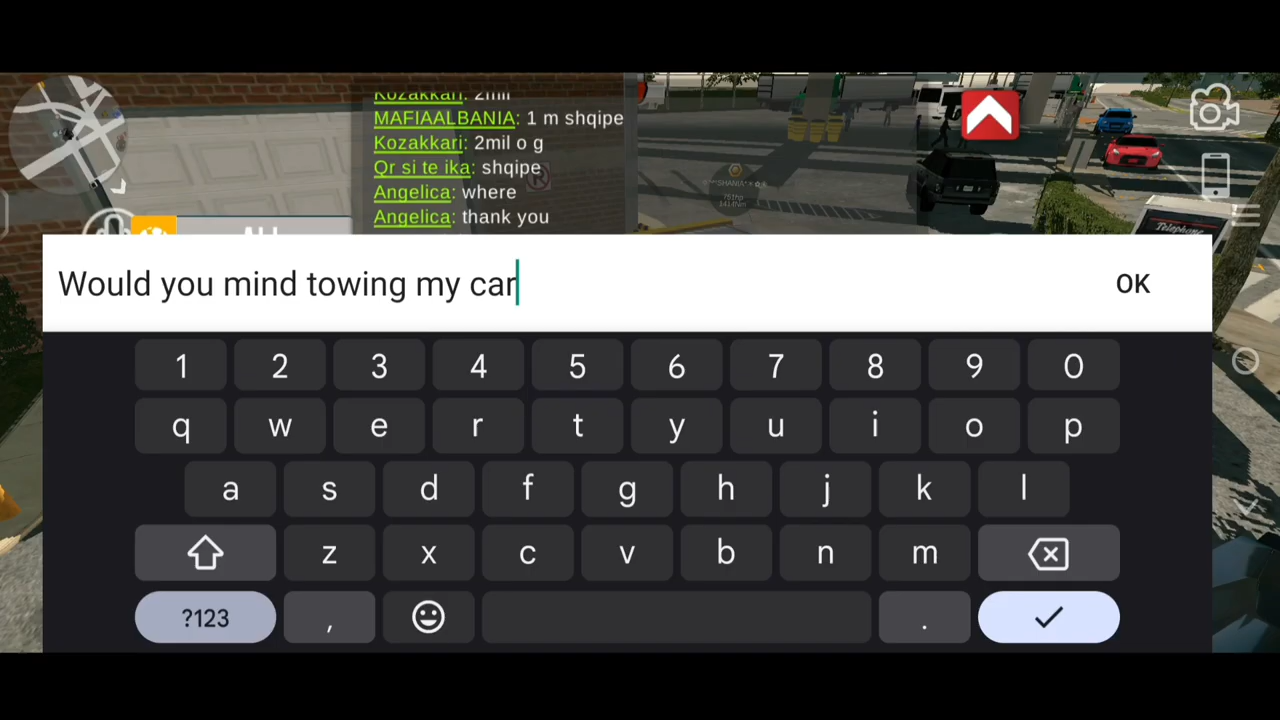 Kozakkari: 2mil
MAFIAALBANIA: 1 m shqipe
Kozakkari: 2mil o g
Qr si te ika: shqipe
Angelica: where
Angelica: thank you
ALL
Telephone
Would you mind towing my car
OK
1 2 3 4 5 6 7 8 9 0
q w e r t y u i o p
a s d f g h j k l
z x c v b n m
?123 , .